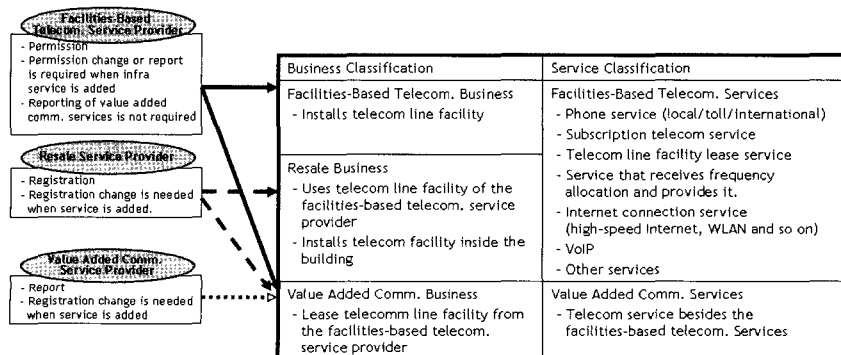 Facilities-Based
Telecom. Service Provider
- Permission
- Permission change or report
is required when infra
service is added
- Reporting of value added
comm. services is not required
Resale Service Provider
- Registration
- Registration change is needed
when service is added.
Value Added Comm.
Service Provider
- Report
- Registration change is needed
when service is added
Business Classification
Facilities-Based Telecom. Business
- Installs telecom line facility
Resale Business
- Uses telecom line facility of the
facilities-based telecom. service
provider
- Installs telecom facility inside the
building
Value Added Comm. Business
- Lease telecomm line facility from
the facilities-based telecom.
service provider
Service Classification
Facilities-Based Telecom. Services
- Phone service (local/toll/international)
- Subscription telecom service
- Telecom line facility lease service
- Service that receives frequency
allocation and provides it.
- Internet connection service
(high-speed Internet, WLAN and so on)
- VoIP
- Other services
Value Added Comm. Services
- Telecom service besides the
facilities-based telecom. Services